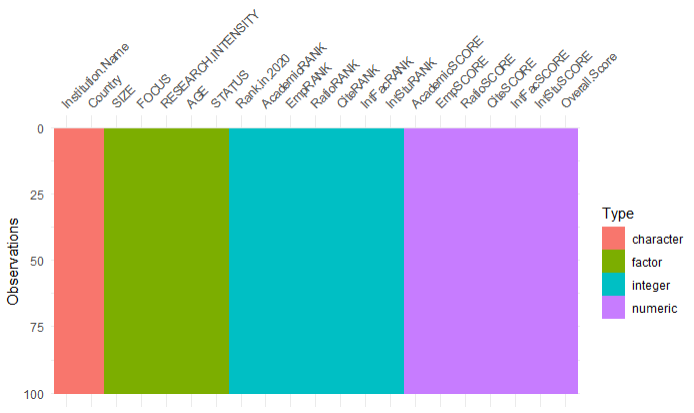 Institution.Name
Country
SIZE
FOCUS
RESEARCH.INTENSITY
AGE
STATUS
Rank.in.2020
AcademicRANK
EmpRANK
RatioRANK
CiteRANK
IntFacRANK
IntStuRANK
AcademicSCORE
EmpSCORE
RatioSCORE
CiteSCORE
IntFacSCORE
IntStuSCORE
Overall.Score
0
25
50
75
100
Observations
Type
character
factor
integer
numeric